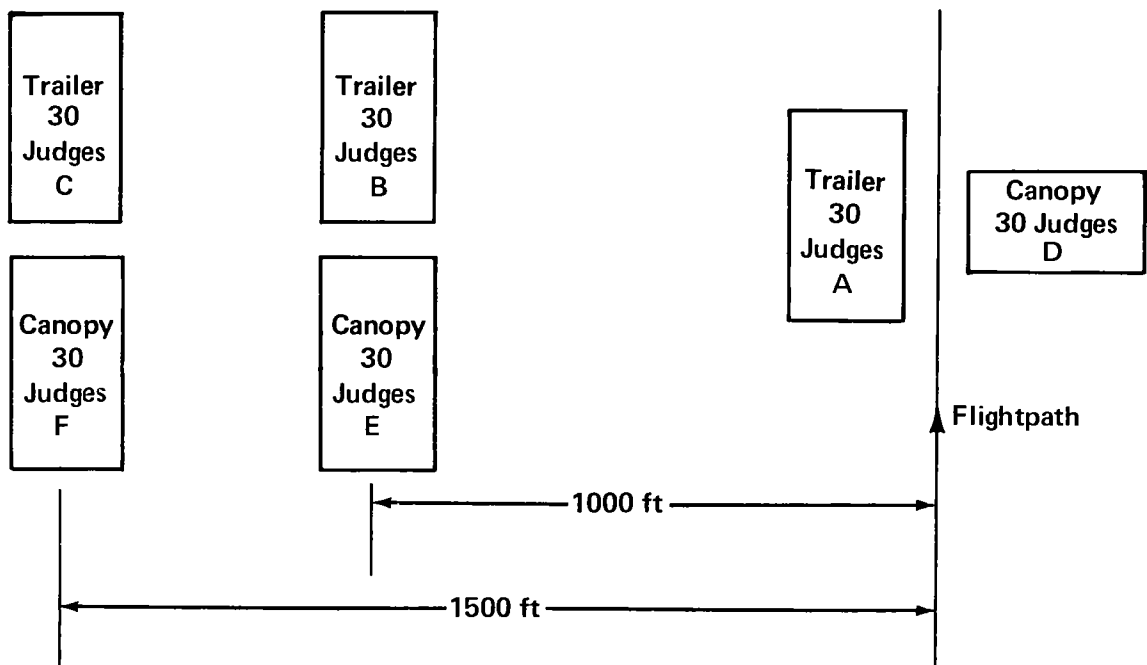 Trailer
30
Judges
C
Trailer
30
Judges
B
Trailer
30
Judges
A
Canopy
30 Judges
D
Canopy
30
Judges
F
Canopy
30
Judges
E
Flightpath
1000 ft
1500 ft